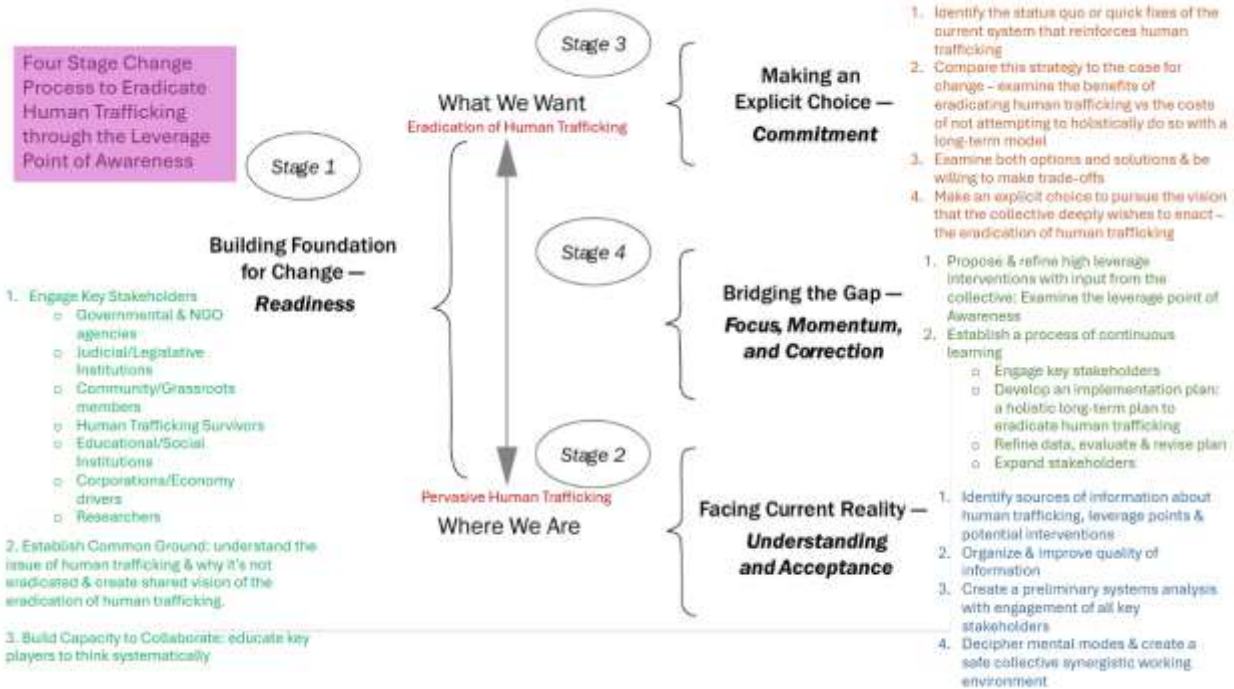 Four Stage Change
Process to Eradicate
Human Trafficking
through the Leverage
Point of Awareness
Stage 1
Building Foundation
for Change —
Readiness
1. Engage Key Stakeholders
o Governmental & NGO
agencies
o Judicial/Legislative
Institutions
o Community/Grassroots
members
o Human Trafficking Survivors
o Educational/Social
Institutions
o Corporations/Economy
drivers
o Researchers
2. Establish Common Ground: understand the
issue of human trafficking & why it's not
eradicated & create shared vision of the
eradication of human trafficking.
3. Build Capacity to Collaborate: educate key
players to think systematically
Stage 3
What We Want
Eradication of Human Trafficking
Making an
Explicit Choice —
Commitment
1. Identify the status quo or quick fixes of the
current system that reinforces human
trafficking
2. Compare this strategy to the case for
change – examine the benefits of
eradicating human trafficking vs the costs
of not attempting to holistically do so with a
long-term model
3. Examine both options and solutions & be
willing to make trade-offs
4. Make an explicit choice to pursue the vision
that the collective deeply wishes to enact –
the eradication of human trafficking
Stage 4
Bridging the Gap —
Focus, Momentum,
and Correction
1. Propose & refine high leverage
interventions with input from the
collective: Examine the leverage point of
Awareness
2. Establish a process of continuous
learning
o Engage key stakeholders
o Develop an implementation plan:
a holistic long-term plan to
eradicate human trafficking
o Refine data, evaluate & revise plan
o Expand stakeholders
Stage 2
Pervasive Human Trafficking
Where We Are
Facing Current Reality —
Understanding
and Acceptance
1. Identify sources of information about
human trafficking, leverage points &
potential interventions
2. Organize & improve quality of
information
3. Create a preliminary systems analysis
with engagement of all key
stakeholders
4. Decipher mental modes & create a
safe collective synergistic working
environment